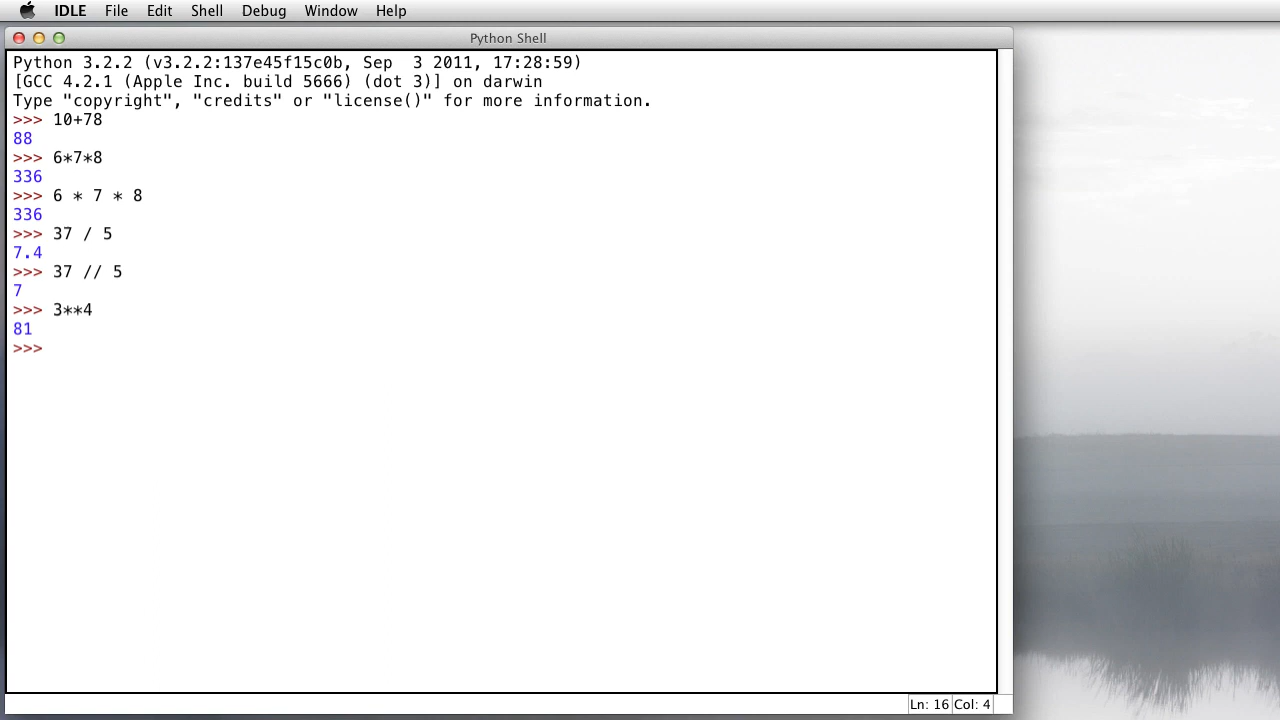 IDLE File Edit Shell Debug Window Help
Python Shell
Python 3.2.2 (v3.2.2:137e45f15c0b, Sep  3 2011, 17:28:59)
[GCC 4.2.1 (Apple Inc. build 5666) (dot 3)] on darwin
Type "copyright", "credits" or "license()" for more information.
>>> 10+78
88
>>> 6*7*8
336
>>> 6 * 7 * 8
336
>>> 37 / 5
7.4
>>> 37 // 5
7
>>> 3**4
81
>>>
Ln: 16 Col: 4